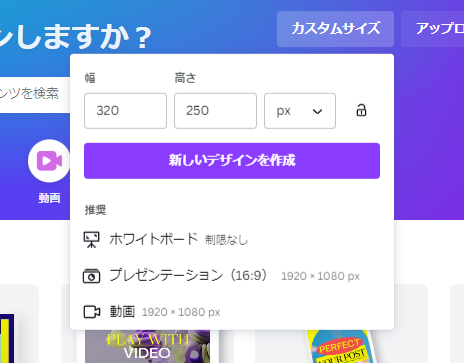 ンしますか？
カスタムサイズ
アップロ
ンツを検索
幅
高さ
320
250
px
新しいデザインを作成
動画
推奨
ホワイトボード 制限なし
プレゼンテーション（16:9） 1920 × 1080 px
動画 1920 × 1080 px
PLAY WITH
VIDEO
PERFECT
YOUR POST